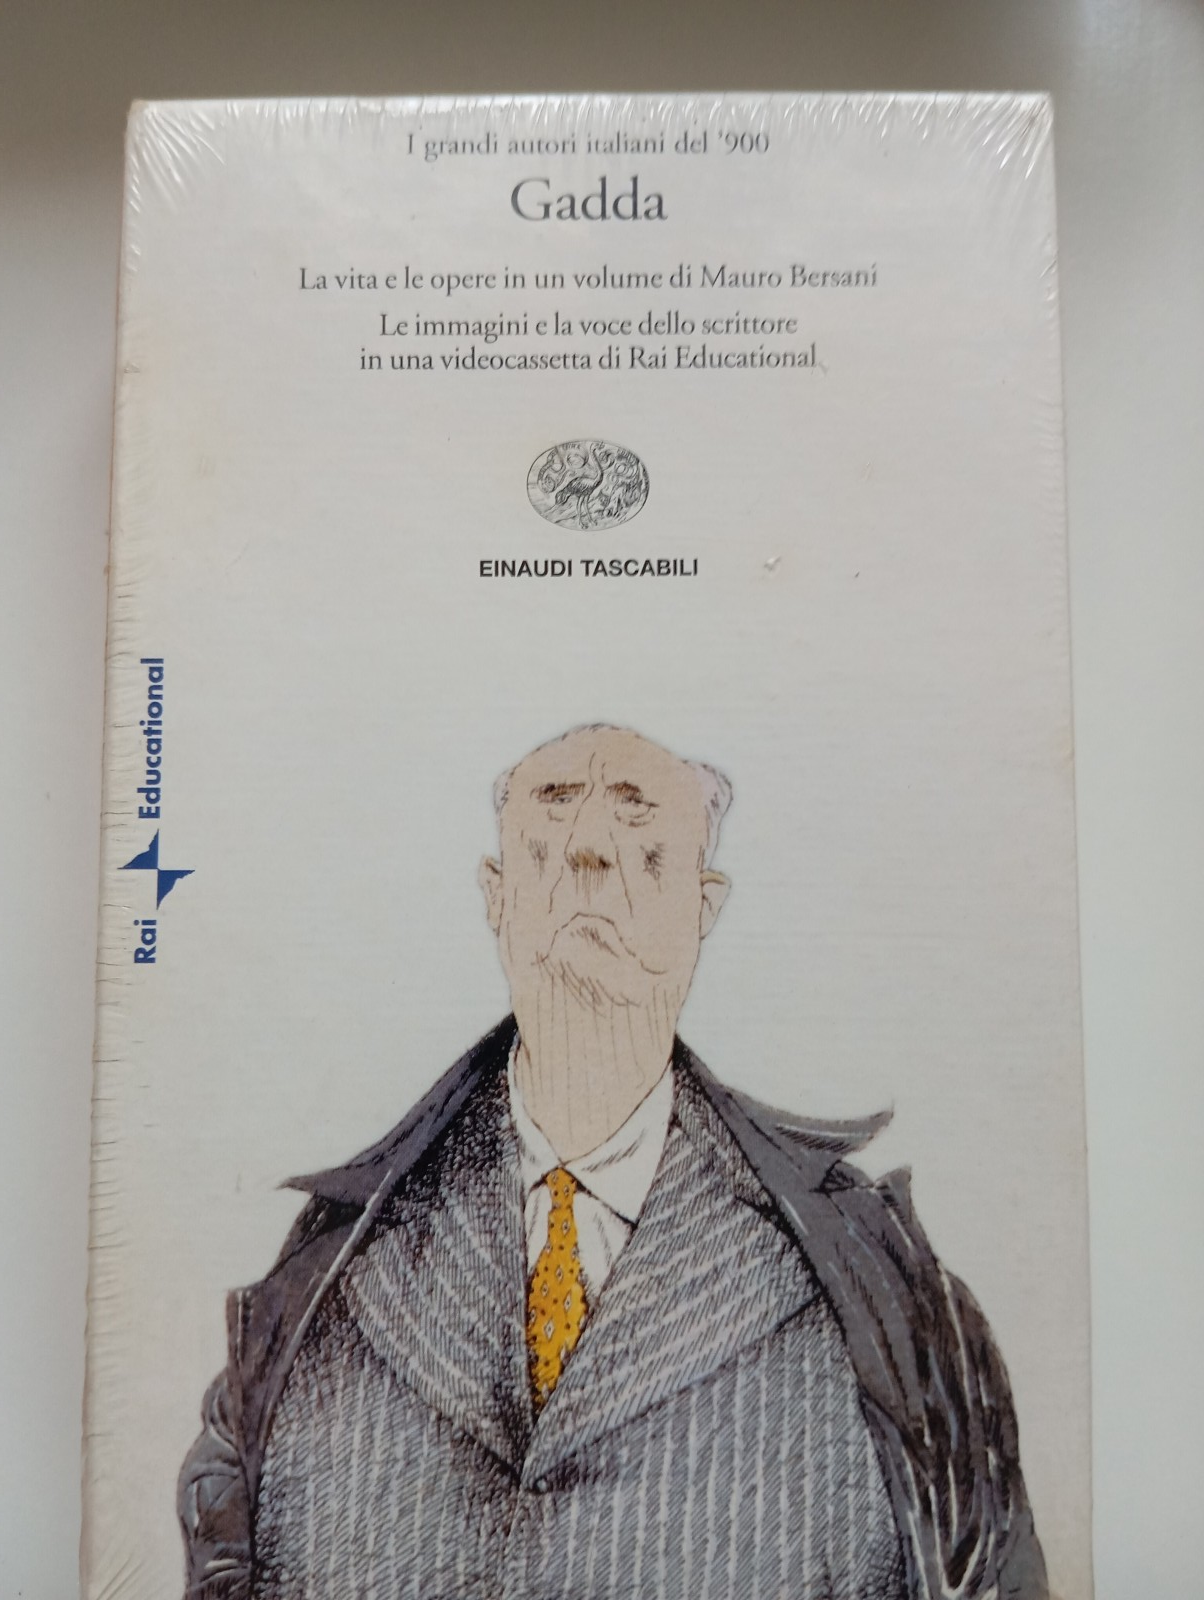 I grandi autori italiani del '900
Gadda
La vita e le opere in un volume di Mauro Bersani
Le immagini e la voce dello scrittore
in una videocassetta di Rai Educational
EINAUDI TASCABILI
Rai Educational